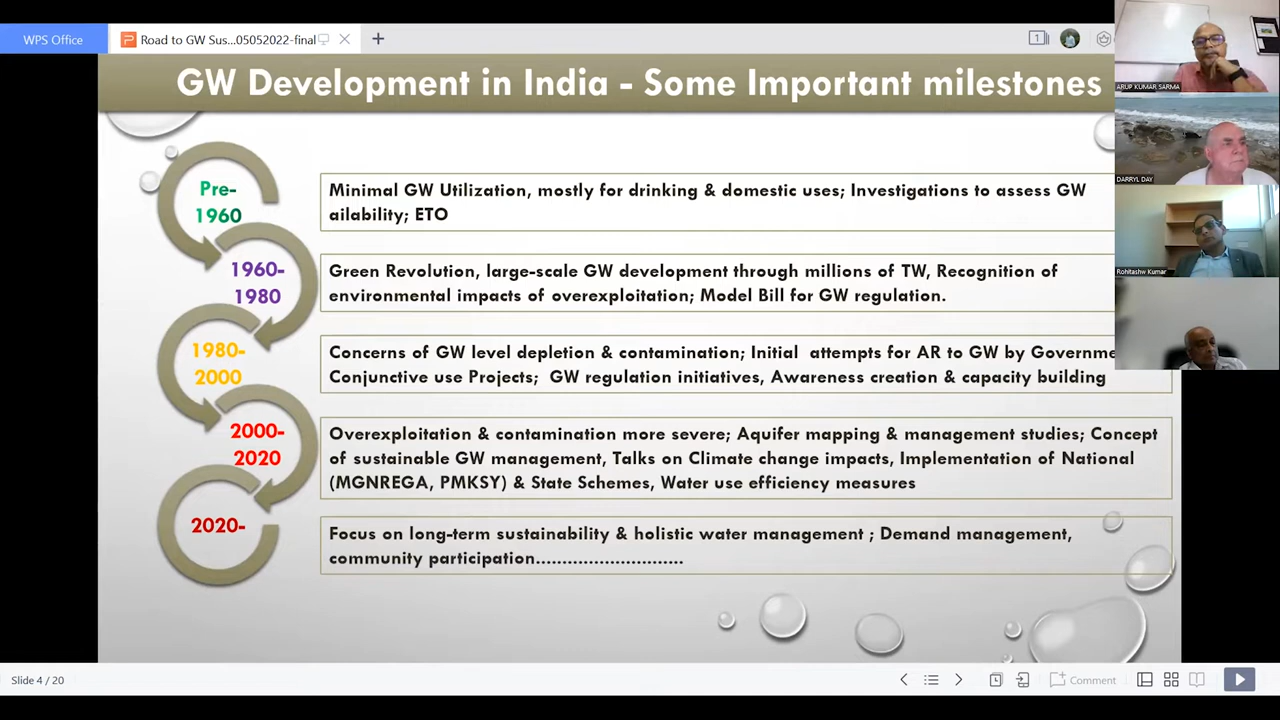 WPS Office
Road to GW Sus...05052022-final
1
GW Development in India - Some Important milestones
ARUP KUMAR SARMA
DARRYL DAY
Rohitashw Kumar
Pre-
1960
Minimal GW Utilization, mostly for drinking & domestic uses; Investigations to assess GW
ailability; ETO
1960-
1980
Green Revolution, large-scale GW development through millions of TW, Recognition of
environmental impacts of overexploitation; Model Bill for GW regulation.
1980-
2000
Concerns of GW level depletion & contamination; Initial attempts for AR to GW by Governme
Conjunctive use Projects; GW regulation initiatives, Awareness creation & capacity building
2000-
2020
Overexploitation & contamination more severe; Aquifer mapping & management studies; Concept
of sustainable GW management, Talks on Climate change impacts, Implementation of National
(MGNREGA, PMKSY) & State Schemes, Water use efficiency measures
2020-
Focus on long-term sustainability & holistic water management ; Demand management,
community participation............................
Slide 4 / 20
Comment